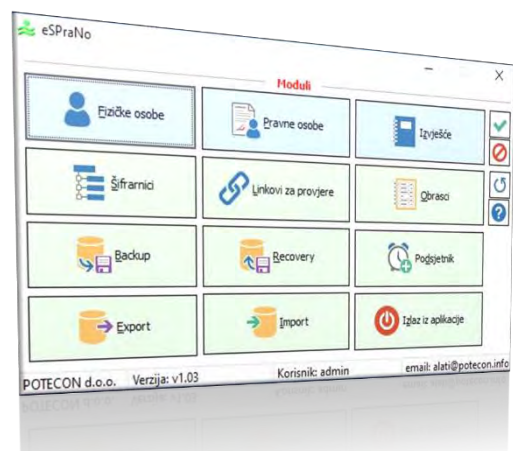 eSPraNo
Moduli
Fizičke osobe
Pravne osobe
Izvješće
Šifrarnici
Linkovi za provjere
Obrasci
Backup
Recovery
Podsjetnik
Export
Import
Izlaz iz aplikacije
POTECON d.o.o. Verzija: v1.03 Korisnik: admin email: alati@potecon.info